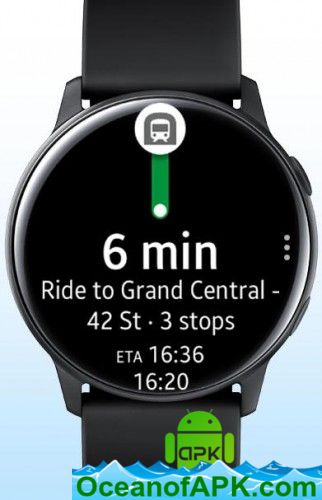 6 min
Ride to Grand Central -
42 St · 3 stops
ETA 16:36
16:20
APK
OceanofAPK.com